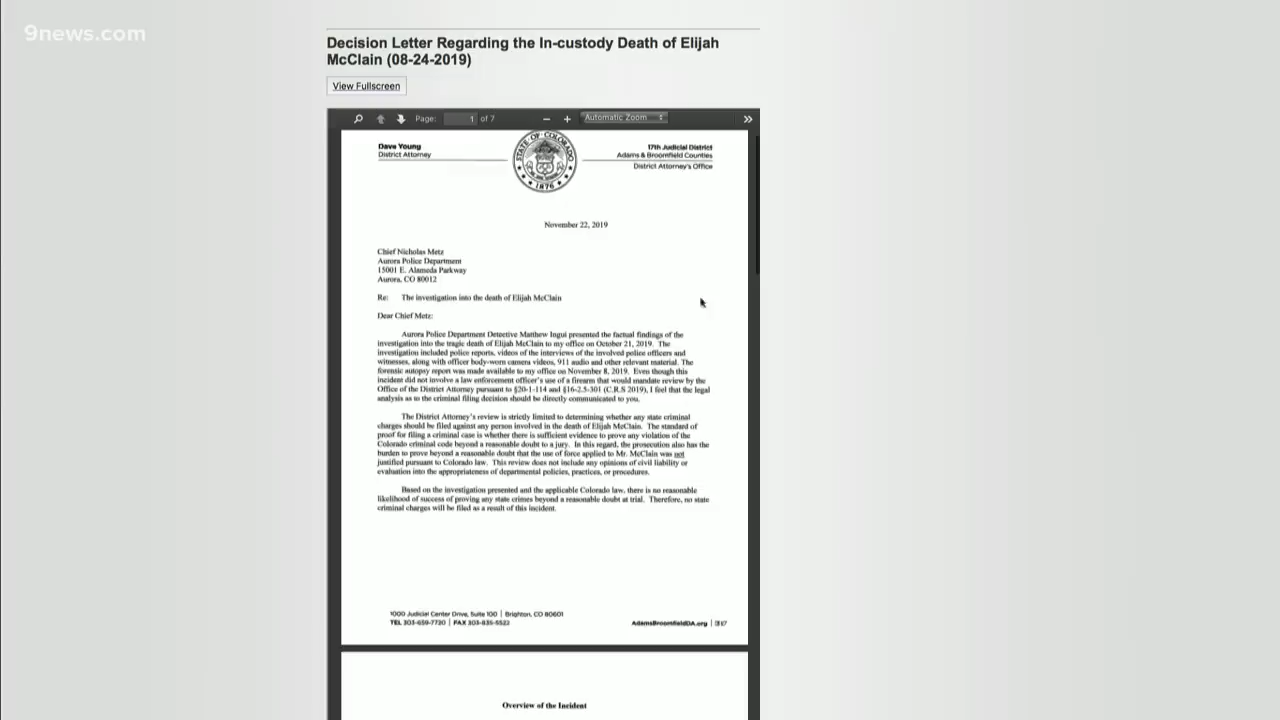 9news.com
Decision Letter Regarding the In-custody Death of Elijah
McClain (08-24-2019)
View Fullscreen
Page: 1 of 7 Automatic Zoom
Dave Young
District Attorney
STATE OF COLORADO
1876
17th Judicial District
Adams & Broomfield Counties
District Attorney's Office
November 22, 2019
Chief Nicholas Metz
Aurora Police Department
15001 E. Alameda Parkway
Aurora, CO 80012
Re: The investigation into the death of Elijah McClain
Dear Chief Metz:
Aurora Police Department Detective Matthew Ingui presented the factual findings of the
investigation into the tragic death of Elijah McClain to my office on October 21, 2019. The
investigation included police reports, videos of the interviews of the involved police officers and
witnesses, along with officer body-worn camera videos, 911 audio and other relevant material. The
forensic autopsy report was made available to my office on November 8, 2019. Even though this
incident did not involve a law enforcement officer's use of a firearm that would mandate review by the
Office of the District Attorney pursuant to §20-1-114 and §16-2.5-301 (C.R.S 2019), I feel that the legal
analysis as to the criminal filing decision should be directly communicated to you.
The District Attorney's review is strictly limited to determining whether any state criminal
charges should be filed against any person involved in the death of Elijah McClain. The standard of
proof for filing a criminal case is whether there is sufficient evidence to prove any violation of the
Colorado criminal code beyond a reasonable doubt to a jury. In this regard, the prosecution also has the
burden to prove beyond a reasonable doubt that the use of force applied to Mr. McClain was not
justified pursuant to Colorado law. This review does not include any opinions of civil liability or
evaluation into the appropriateness of departmental policies, practices, or procedures.
Based on the investigation presented and the applicable Colorado law, there is no reasonable
likelihood of success of proving any state crimes beyond a reasonable doubt at trial. Therefore, no state
criminal charges will be filed as a result of this incident.
1000 Judicial Center Drive, Suite 100 | Brighton, CO 80601
TEL 303-659-7720 | FAX 303-835-5522
AdamsBroomfieldDA.org |
Overview of the Incident